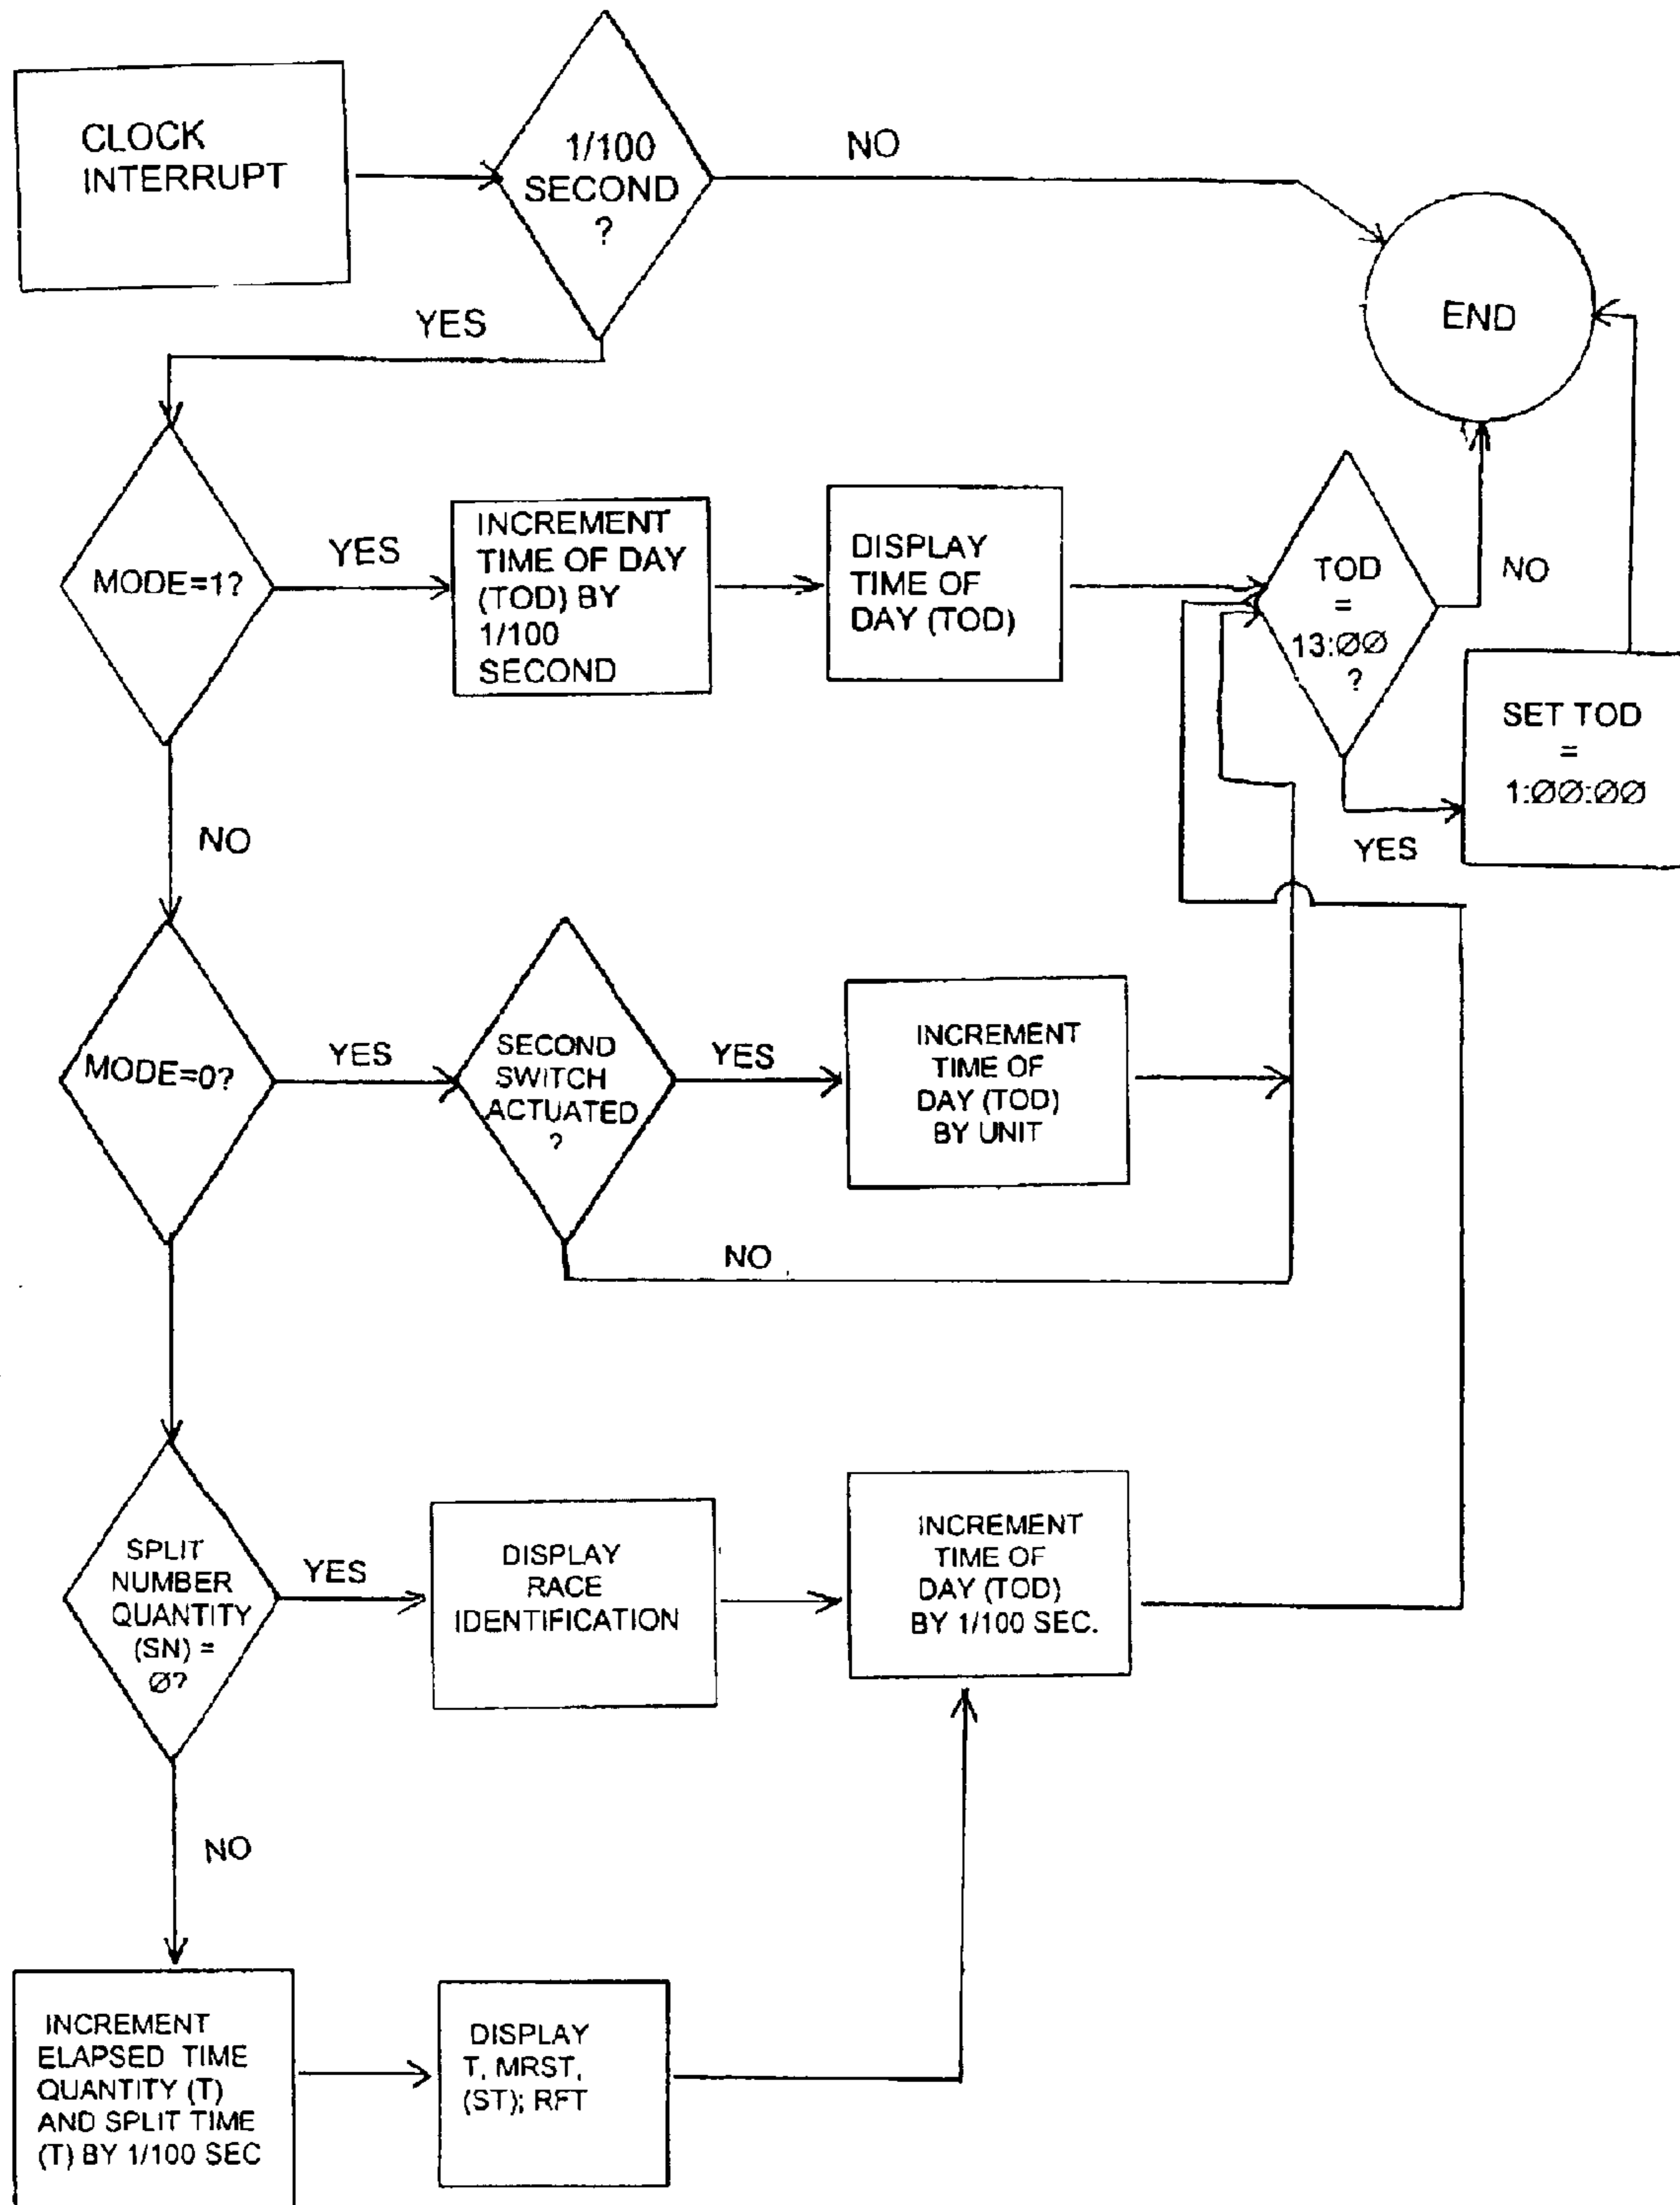 CLOCK
INTERRUPT
1/100
SECOND
?
NO
END
YES
MODE=1?
YES
INCREMENT
TIME OF DAY
(TOD) BY
1/100
SECOND
DISPLAY
TIME OF
DAY (TOD)
TOD
=
13:ØØ
?
NO
SET TOD
=
1:ØØ:ØØ
YES
NO
MODE=0?
YES
SECOND
SWITCH
ACTUATED
?
YES
INCREMENT
TIME OF
DAY (TOD)
BY UNIT
NO
SPLIT
NUMBER
QUANTITY
(SN) =
Ø?
YES
DISPLAY
RACE
IDENTIFICATION
INCREMENT
TIME OF
DAY (TOD)
BY 1/100 SEC.
NO
INCREMENT
ELAPSED TIME
QUANTITY (T)
AND SPLIT TIME
(T) BY 1/100 SEC
DISPLAY
T, MRST,
(ST); RFT